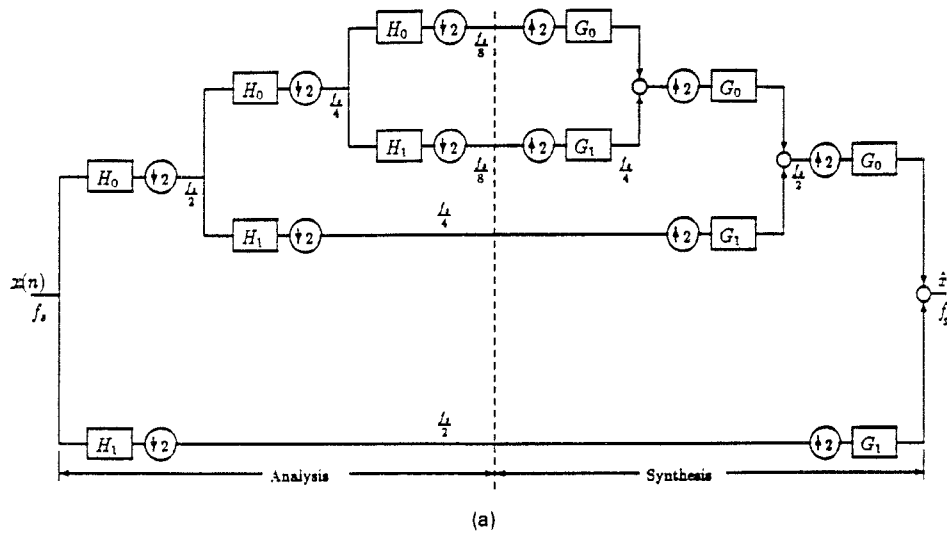 H₀ ↓2 fₛ/8 ↑2 G₀
H₀ ↓2 fₛ/4 ↑2 G₀
H₁ ↓2 fₛ/8 ↑2 G₁ fₛ/4
H₀ ↓2 fₛ/2 fₛ/2 ↑2 G₀
H₁ ↓2 fₛ/4 ↑2 G₁
x(n) x̂
fₛ fₛ
H₁ ↓2 fₛ/2 ↑2 G₁
Analysis Synthesis
(a)